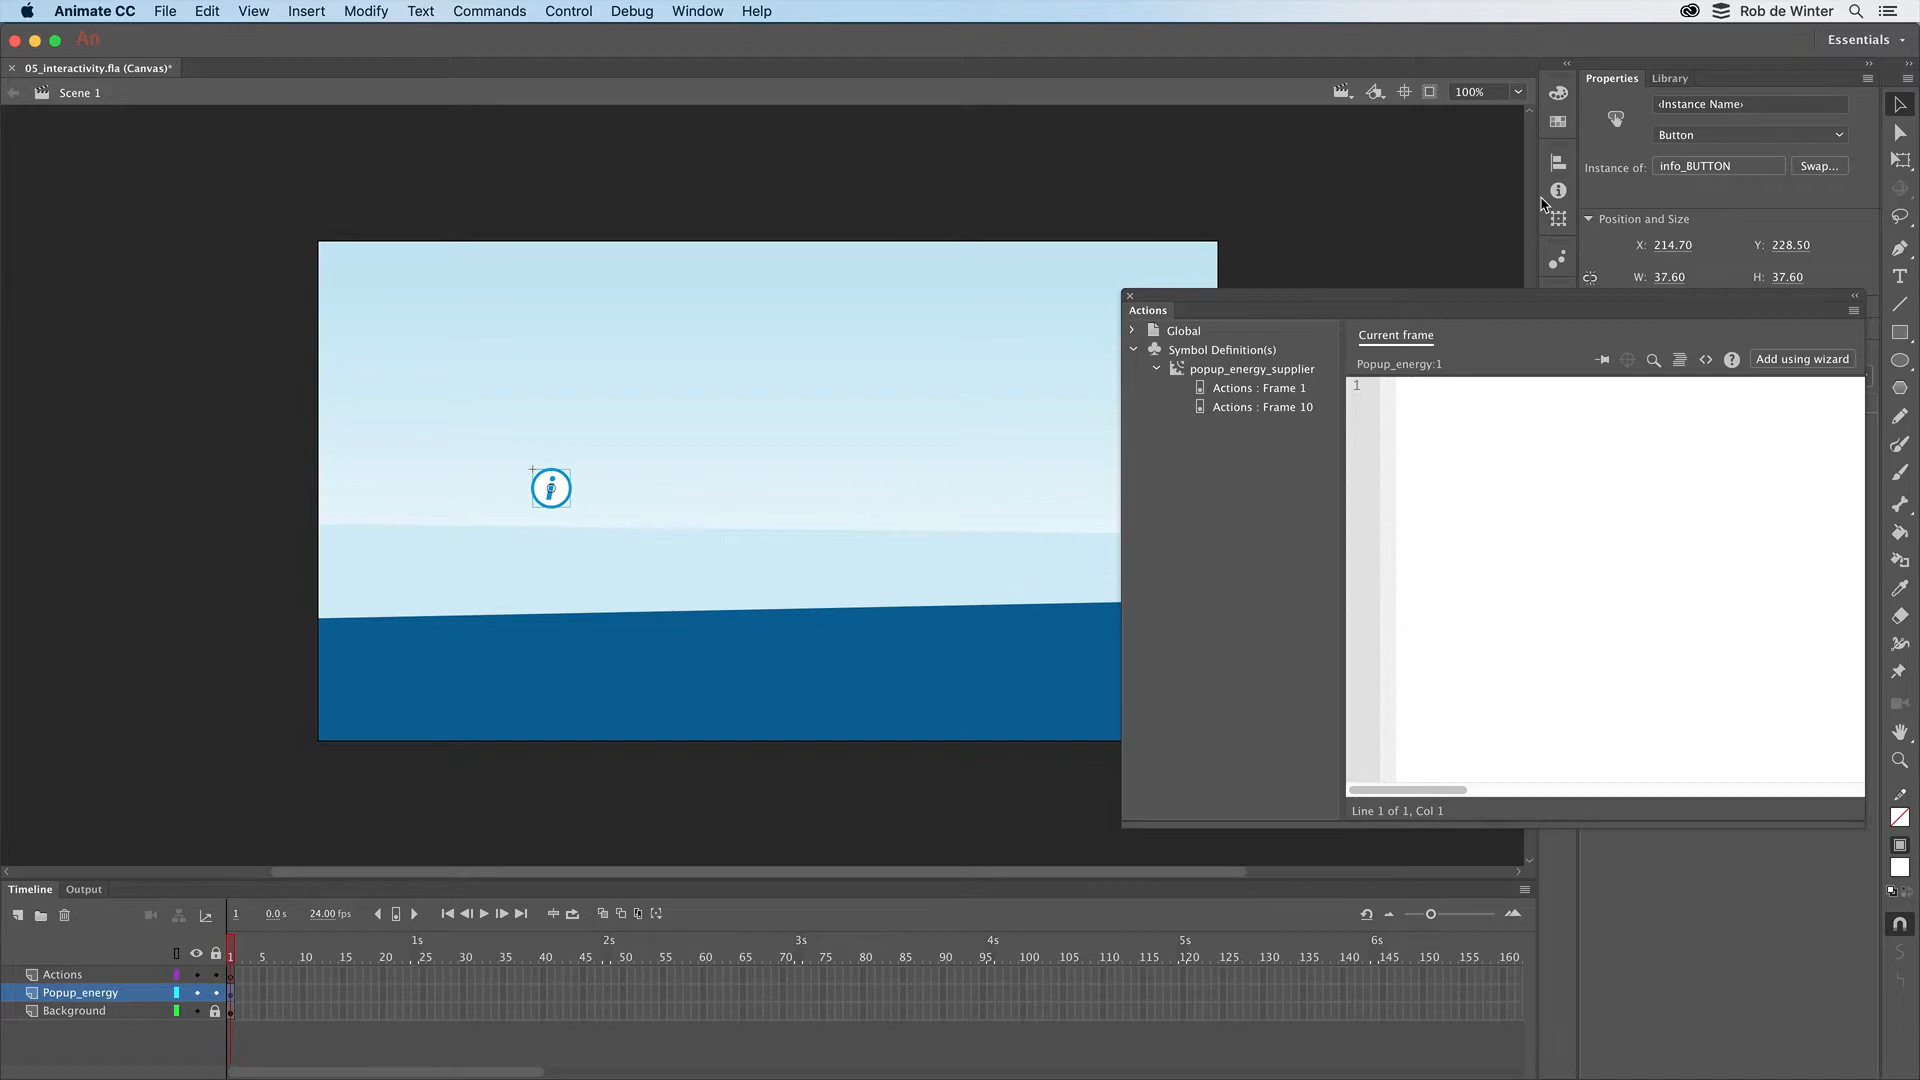 Animate CC File Edit View Insert Modify Text Commands Control Debug Window Help Rob de Winter
An Essentials
05_interactivity.fla (Canvas)*
Scene 1 100%
Properties Library
‹Instance Name›
Button
Instance of: info_BUTTON Swap...
Position and Size
X: 214.70 Y: 228.50
W: 37.60 H: 37.60
i
Actions
Global
Symbol Definition(s)
popup_energy_supplier
Actions : Frame 1
Actions : Frame 10
Current frame
Popup_energy:1 Add using wizard
1
Line 1 of 1, Col 1
Timeline Output
1 0.0 s 24.00 fps
1s 2s 3s 4s 5s 6s
1 5 10 15 20 25 30 35 40 45 50 55 60 65 70 75 80 85 90 95 100 105 110 115 120 125 130 135 140 145 150 155 160
Actions
Popup_energy
Background